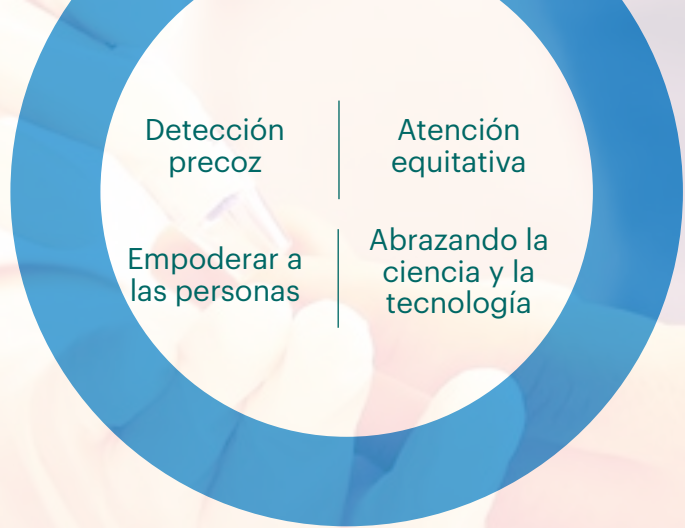 Detección
precoz
Atención
equitativa
Empoderar a
las personas
Abrazando la
ciencia y la
tecnología